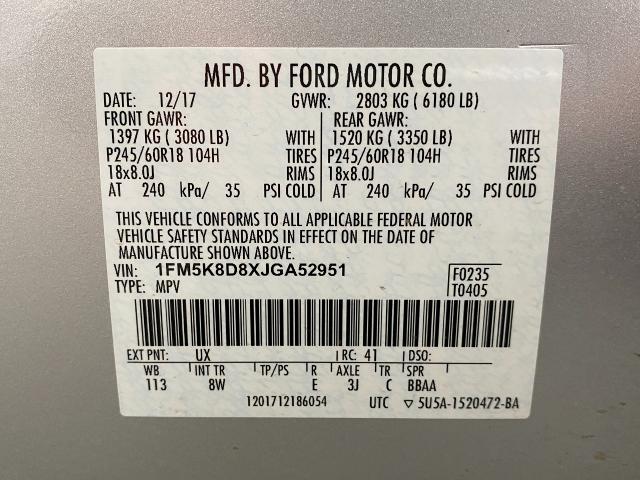 MFD. BY FORD MOTOR CO.
DATE: 12/17 GVWR: 2803 KG ( 6180 LB)
FRONT GAWR: REAR GAWR:
1397 KG ( 3080 LB) WITH 1520 KG ( 3350 LB) WITH
P245/60R18 104H TIRES P245/60R18 104H TIRES
18x8.0J RIMS 18x8.0J RIMS
AT 240 kPa/ 35 PSI COLD AT 240 kPa/ 35 PSI COLD
THIS VEHICLE CONFORMS TO ALL APPLICABLE FEDERAL MOTOR
VEHICLE SAFETY STANDARDS IN EFFECT ON THE DATE OF
MANUFACTURE SHOWN ABOVE.
VIN: 1FM5K8D8XJGA52951 F0235
TYPE: MPV T0405
EXT PNT: UX RC: 41 DSO:
WB INT TR TP/PS R AXLE TR SPR
113 8W E 3J C BBAA
1201712186054 UTC ▽ 5U5A-1520472-BA